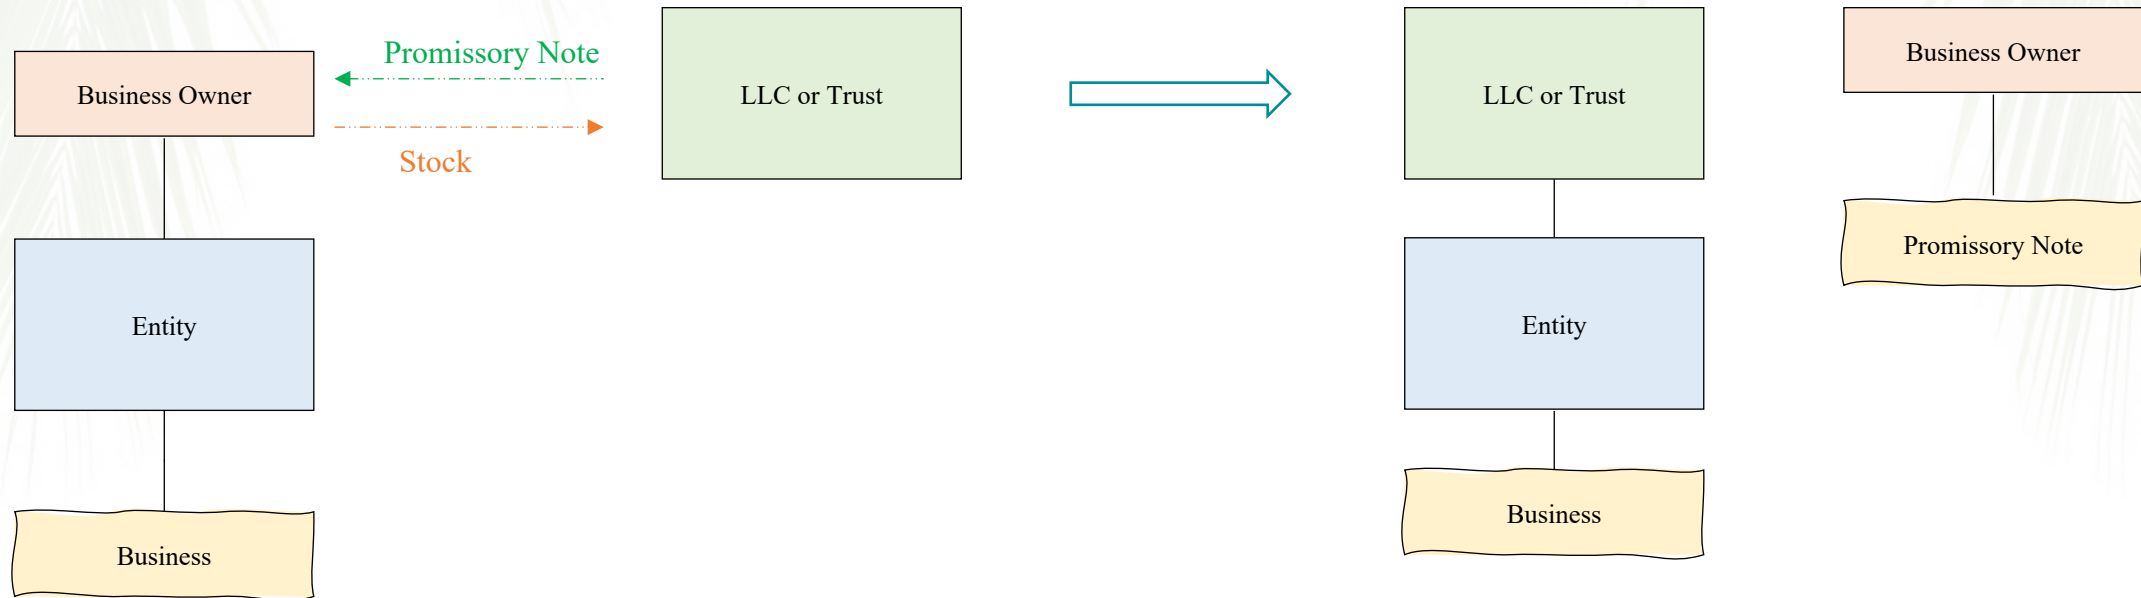 Promissory Note
Business Owner
LLC or Trust
Stock
Entity
Business
LLC or Trust
Business Owner
Promissory Note
Entity
Business